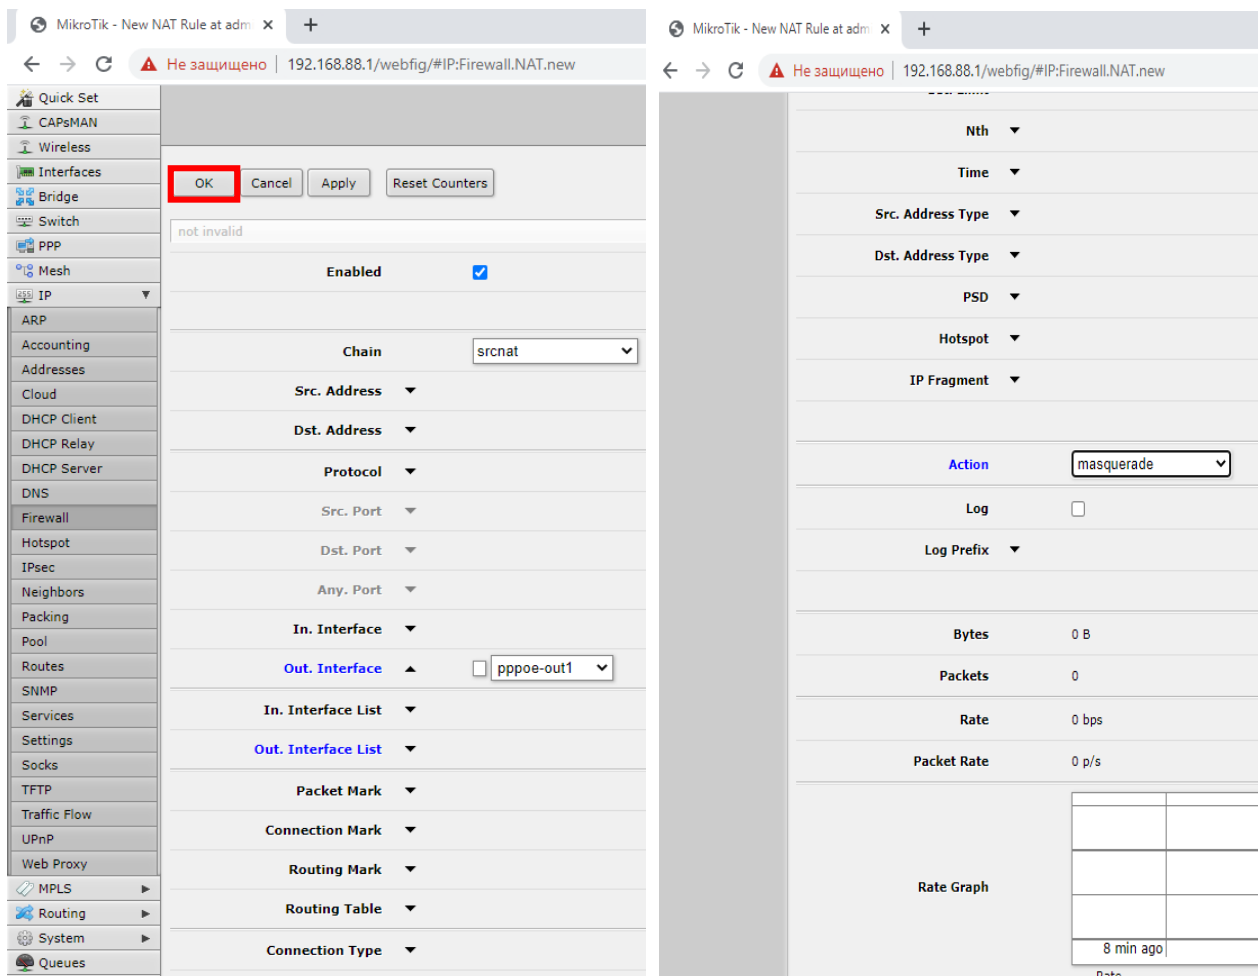 MikroTik - New NAT Rule at adm
Не защищено
192.168.88.1/webfig/#IP:Firewall.NAT.new
Quick Set
CAPsMAN
Wireless
Interfaces
Bridge
Switch
PPP
Mesh
IP
ARP
Accounting
Addresses
Cloud
DHCP Client
DHCP Relay
DHCP Server
DNS
Firewall
Hotspot
IPsec
Neighbors
Packing
Pool
Routes
SNMP
Services
Settings
Socks
TFTP
Traffic Flow
UPnP
Web Proxy
MPLS
Routing
System
Queues
OK Cancel Apply Reset Counters
not invalid
Enabled
Chain srcnat
Src. Address
Dst. Address
Protocol
Src. Port
Dst. Port
Any. Port
In. Interface
Out. Interface pppoe-out1
In. Interface List
Out. Interface List
Packet Mark
Connection Mark
Routing Mark
Routing Table
Connection Type
MikroTik - New NAT Rule at adm
Не защищено
192.168.88.1/webfig/#IP:Firewall.NAT.new
Nth
Time
Src. Address Type
Dst. Address Type
PSD
Hotspot
IP Fragment
Action masquerade
Log
Log Prefix
Bytes 0 B
Packets 0
Rate 0 bps
Packet Rate 0 p/s
Rate Graph
8 min ago